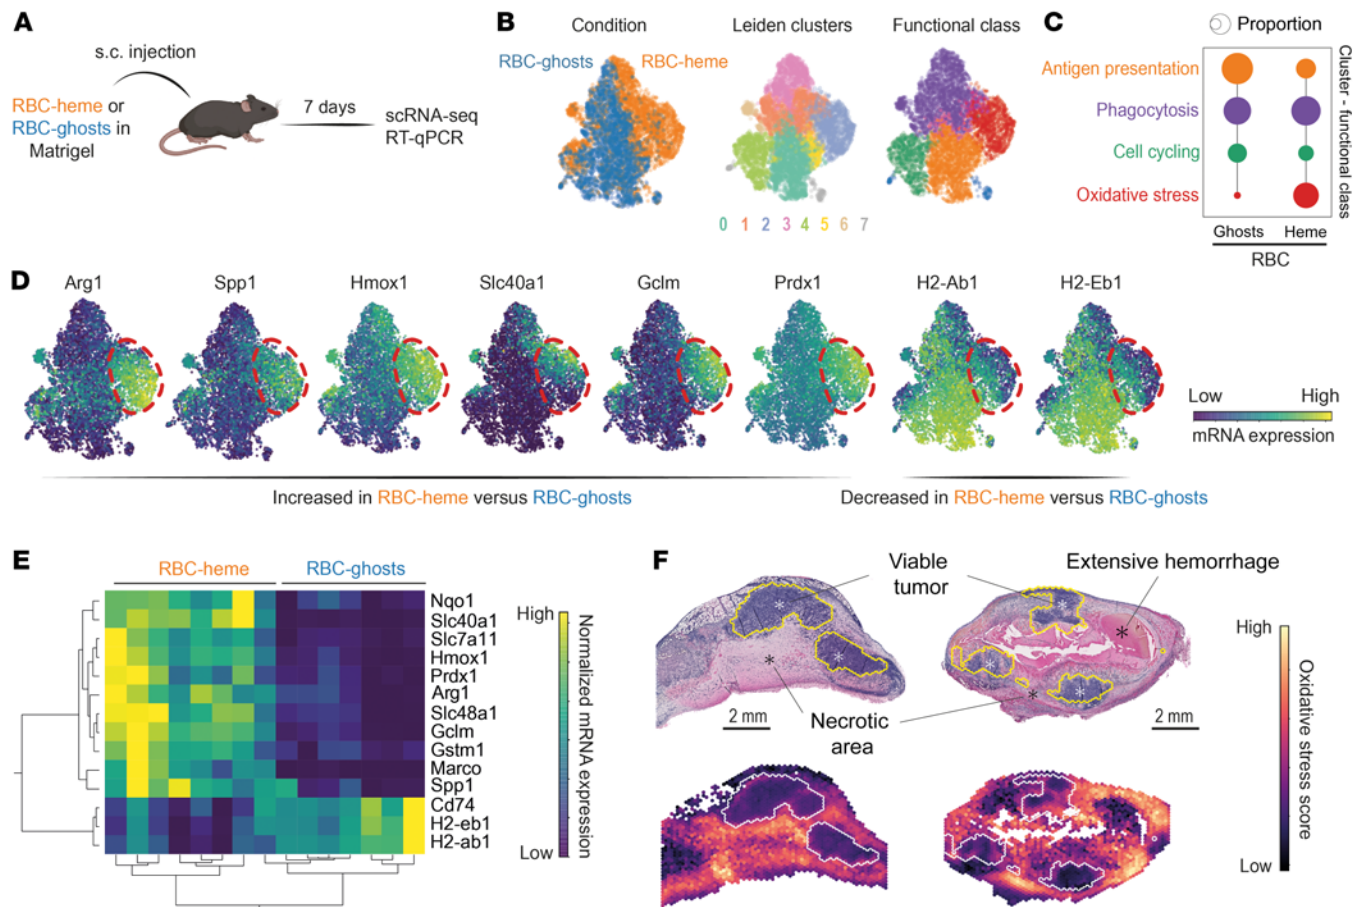 A
s.c. injection
RBC-heme or
RBC-ghosts in
Matrigel
7 days
scRNA-seq
RT-qPCR
B
Condition
Leiden clusters
Functional class
RBC-ghosts
RBC-heme
0 1 2 3 4 5 6 7
C
Proportion
Antigen presentation
Phagocytosis
Cell cycling
Oxidative stress
Cluster - functional class
Ghosts
Heme
RBC
D
Arg1
Spp1
Hmox1
Slc40a1
Gclm
Prdx1
H2-Ab1
H2-Eb1
Low
High
mRNA expression
Increased in RBC-heme versus RBC-ghosts
Decreased in RBC-heme versus RBC-ghosts
E
RBC-heme
RBC-ghosts
Nqo1
Slc40a1
Slc7a11
Hmox1
Prdx1
Arg1
Slc48a1
Gclm
Gstm1
Marco
Spp1
Cd74
H2-eb1
H2-ab1
High
Low
Normalized mRNA expression
F
Viable
tumor
Extensive hemorrhage
*
*
*
*
*
*
*
*
2 mm
Necrotic
area
2 mm
High
Low
Oxidative stress score